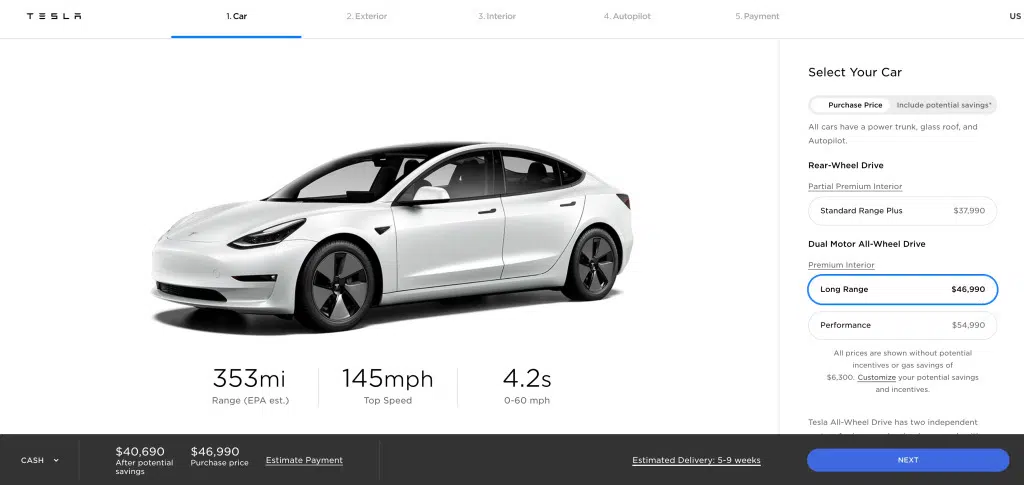 TESLA
1. Car
2. Exterior
3. Interior
4. Autopilot
5. Payment
US
Select Your Car
Purchase Price
Include potential savings*
All cars have a power trunk, glass roof, and
Autopilot.
Rear-Wheel Drive
Partial Premium Interior
Standard Range Plus $37,990
Dual Motor All-Wheel Drive
Premium Interior
Long Range $46,990
Performance $54,990
All prices are shown without potential
incentives or gas savings of
$6,300. Customize your potential savings
and incentives.
Tesla All-Wheel Drive has two independent
353mi
Range (EPA est.)
145mph
Top Speed
4.2s
0-60 mph
CASH
$40,690
After potential
savings
$46,990
Purchase price
Estimate Payment
Estimated Delivery: 5-9 weeks
NEXT